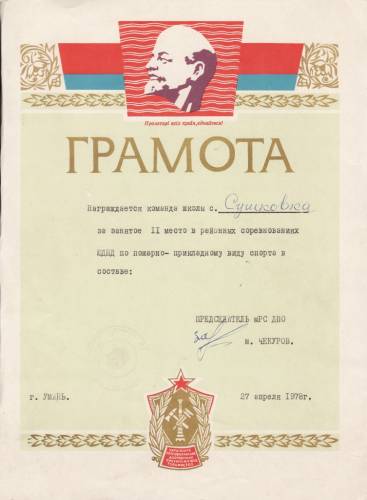 Пролетарі всіх країн, єднайтеся!
ГРАМОТА
Награждается команда школы с. Сушковка
за занятое II место в районных соревнованиях
ЮДПД по пожарно-прикладному виду спорта в
составе:
ПРЕДСЕДАТЕЛЬ МРС ДПО
М. ЧЕКУРОВ.
г. УМАНЬ.
27 апреля 1978г.